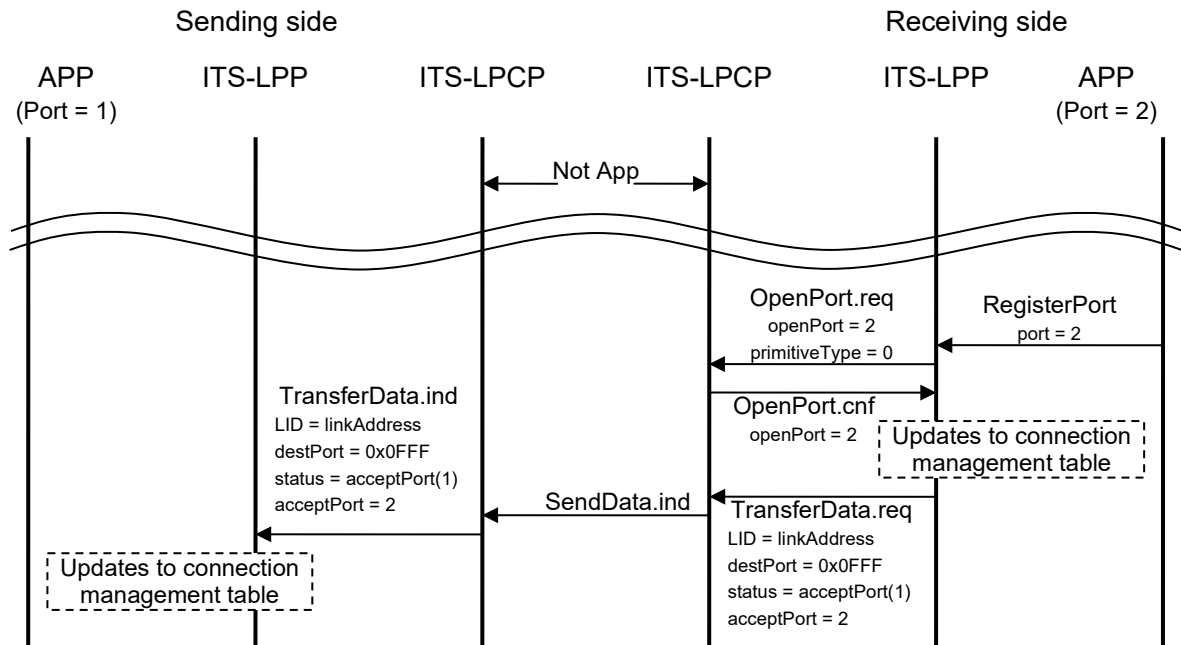 Sending side
Receiving side
APP
(Port = 1)
ITS-LPP
ITS-LPCP
ITS-LPCP
ITS-LPP
APP
(Port = 2)
Not App
OpenPort.req
openPort = 2
primitiveType = 0
RegisterPort
port = 2
TransferData.ind
LID = linkAddress
destPort = 0x0FFF
status = acceptPort(1)
acceptPort = 2
OpenPort.cnf
openPort = 2
Updates to connection
management table
SendData.ind
TransferData.req
LID = linkAddress
destPort = 0x0FFF
status = acceptPort(1)
acceptPort = 2
Updates to connection
management table